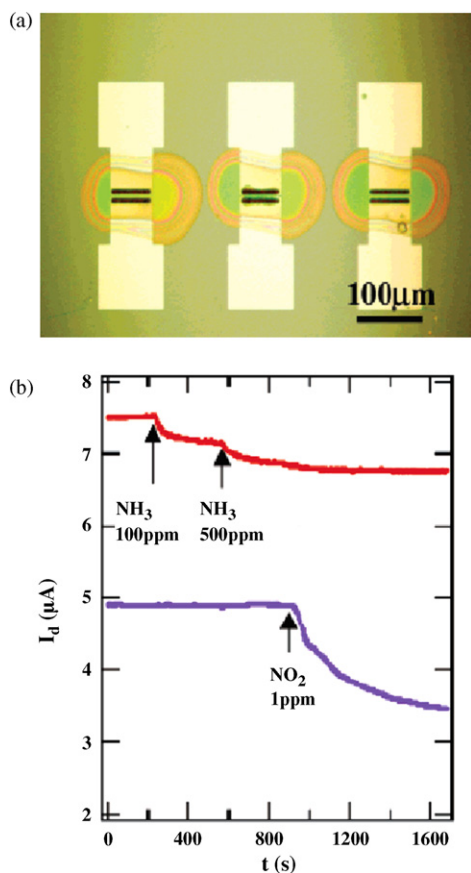 (a)
100μm
(b)
8
7
6
5
4
3
2
I_d (μA)
NH₃
100ppm
NH₃
500ppm
NO₂
1ppm
0
400
800
1200
1600
t (s)